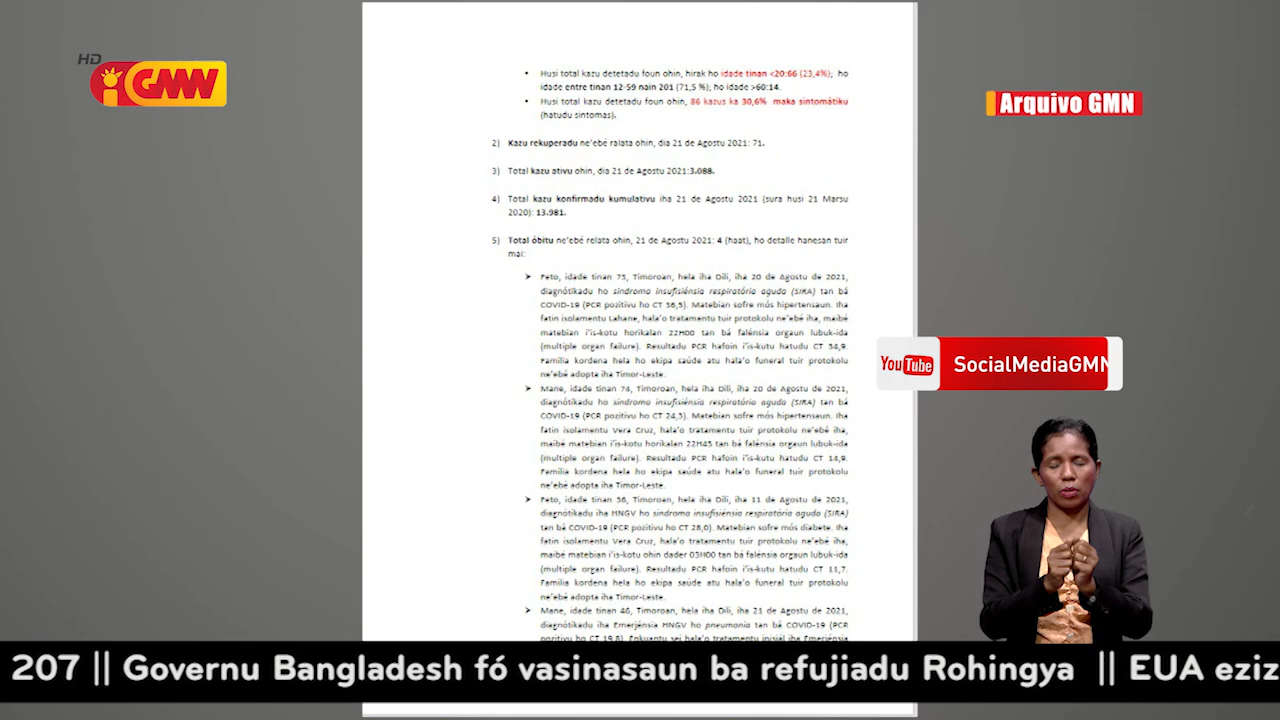 HD
GMN
Arquivo GMN
• Husi total kazu detetadu foun ohin, hirak ho idade tinan <20:66 (23,4%); ho
idade entre tinan 12-59 nain 201 (71,5 %); ho idade >60:14.
• Husi total kazu detetadu foun ohin, 86 kazus ka 30,6% maka sintomátiku
(hatudu sintomas).
2) Kazu rekuperadu ne'ebé ralata ohin, dia 21 de Agostu 2021: 71.
3) Total kazu ativu ohin, dia 21 de Agostu 2021:3.088.
4) Total kazu konfirmadu kumulativu iha 21 de Agostu 2021 (sura husi 21 Marsu
2020): 13.981.
5) Total óbitu ne'ebé relata ohin, 21 de Agostu 2021: 4 (haat), ho detalle hanesan tuir
mai:
➤ Feto, idade tinan 73, Timoroan, hela iha Dili, iha 20 de Agostu de 2021,
diagnótikadu ho sindroma insufisiénsia respiratória aguda (SIRA) tan bá
COVID-19 (PCR pozitivu ho CT 36,5). Matebian sofre mós hipertensaun. Iha
fatin isolamentu Lahane, hala'o tratamentu tuir protokolu ne'ebé iha, maibé
matebian i'is-kotu horikalan 22H00 tan bá falénsia orgaun lubuk-ida
(multiple organ failure). Resultadu PCR hafoin i'is-kutu hatudu CT 34,9.
Familia kordena hela ho ekipa saúde atu hala'o funeral tuir protokolu
ne'ebé adopta iha Timor-Leste.
➤ Mane, idade tinan 74, Timoroan, hela iha Dili, iha 20 de Agostu de 2021,
diagnótikadu ho sindroma insufisiénsia respiratória aguda (SIRA) tan bá
COVID-19 (PCR pozitivu ho CT 24,3). Matebian sofre mós hipertensaun. Iha
fatin isolamentu Vera Cruz, hala'o tratamentu tuir protokolu ne'ebé iha,
maibé matebian i'is-kotu horikalan 22H45 tan bá falénsia orgaun lubuk-ida
(multiple organ failure). Resultadu PCR hafoin i'is-kutu hatudu CT 14,9.
Familia kordena hela ho ekipa saúde atu hala'o funeral tuir protokolu
ne'ebé adopta iha Timor-Leste.
➤ Feto, idade tinan 36, Timoroan, hela iha Dili, iha 11 de Agostu de 2021,
diagnótikadu iha HNGV ho sindroma insufisiénsia respiratória aguda (SIRA)
tan bá COVID-19 (PCR pozitivu ho CT 28,0). Matebian sofre mós diabete. Iha
fatin isolamentu Vera Cruz, hala'o tratamentu tuir protokolu ne'ebé iha,
maibé matebian i'is-kotu ohin dader 03H00 tan bá falénsia orgaun lubuk-ida
(multiple organ failure). Resultadu PCR hafoin i'is-kutu hatudu CT 11,7.
Familia kordena hela ho ekipa saúde atu hala'o funeral tuir protokolu
ne'ebé adopta iha Timor-Leste.
➤ Mane, idade tinan 46, Timoroan, hela iha Dili, iha 21 de Agostu de 2021,
diagnótikadu iha Emerjénsia HNGV ho pneumonia tan bá COVID-19 (PCR
pozitivu ho CT 19,8). Enkuantu sei hala'o tratamentu inisiál iha Emerjénsia
YouTube SocialMediaGMN
207 || Governu Bangladesh fó vasinasaun ba refujiadu Rohingya || EUA eziz